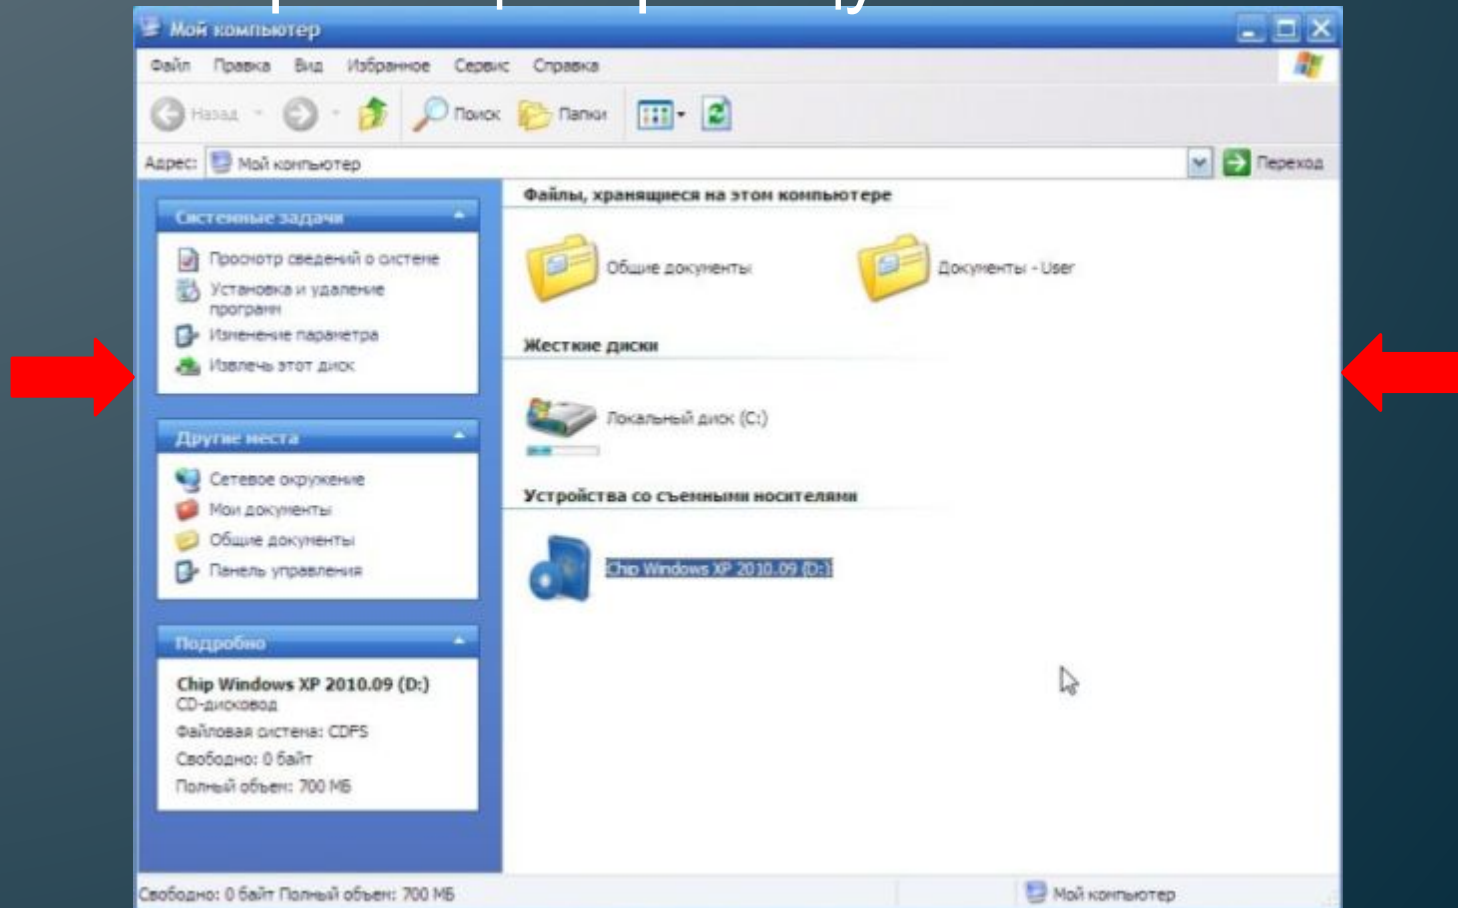 Мой компьютер
Файл Правка Вид Избранное Сервис Справка
Назад Поиск Папки
Адрес: Мой компьютер Переход
Системные задачи
Просмотр сведений о системе
Установка и удаление
программ
Изменение параметра
Извлечь этот диск
Другие места
Сетевое окружение
Мои документы
Общие документы
Панель управления
Подробно
Chip Windows XP 2010.09 (D:)
CD-дисковод
Файловая система: CDFS
Свободно: 0 байт
Полный объем: 700 МБ
Файлы, хранящиеся на этом компьютере
Общие документы Документы - User
Жесткие диски
Локальный диск (C:)
Устройства со съемными носителями
Chip Windows XP 2010.09 (D:)
Свободно: 0 байт Полный объем: 700 МБ Мой компьютер